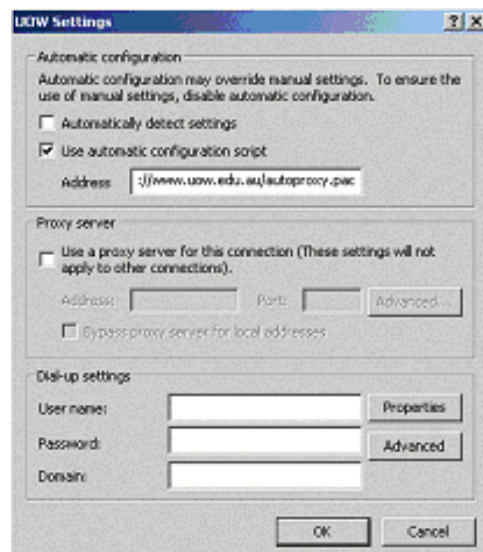 UOW Settings
Automatic configuration
Automatic configuration may override manual settings. To ensure the
use of manual settings, disable automatic configuration.
Automatically detect settings
Use automatic configuration script
Address ://www.uow.edu.au/autoproxy.pac
Proxy server
Use a proxy server for this connection (These settings will not
apply to other connections).
Address: Port: Advanced...
Bypass proxy server for local addresses
Dial-up settings
User name: Properties
Password: Advanced
Domain:
OK Cancel